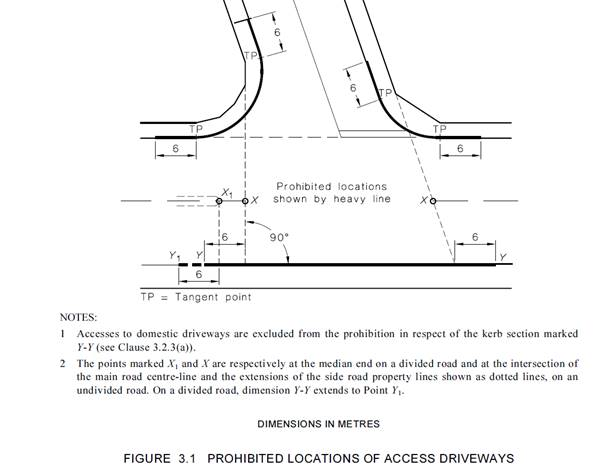 6
TP
6
TP
TP
TP
6
6
X1
X
Prohibited locations
shown by heavy line
X
6
90°
6
Y1
Y
Y
6
TP = Tangent point
NOTES:
1 Accesses to domestic driveways are excluded from the prohibition in respect of the kerb section marked
Y-Y (see Clause 3.2.3(a)).
2 The points marked X1 and X are respectively at the median end on a divided road and at the intersection of
the main road centre-line and the extensions of the side road property lines shown as dotted lines, on an
undivided road. On a divided road, dimension Y-Y extends to Point Y1.
DIMENSIONS IN METRES
FIGURE 3.1 PROHIBITED LOCATIONS OF ACCESS DRIVEWAYS